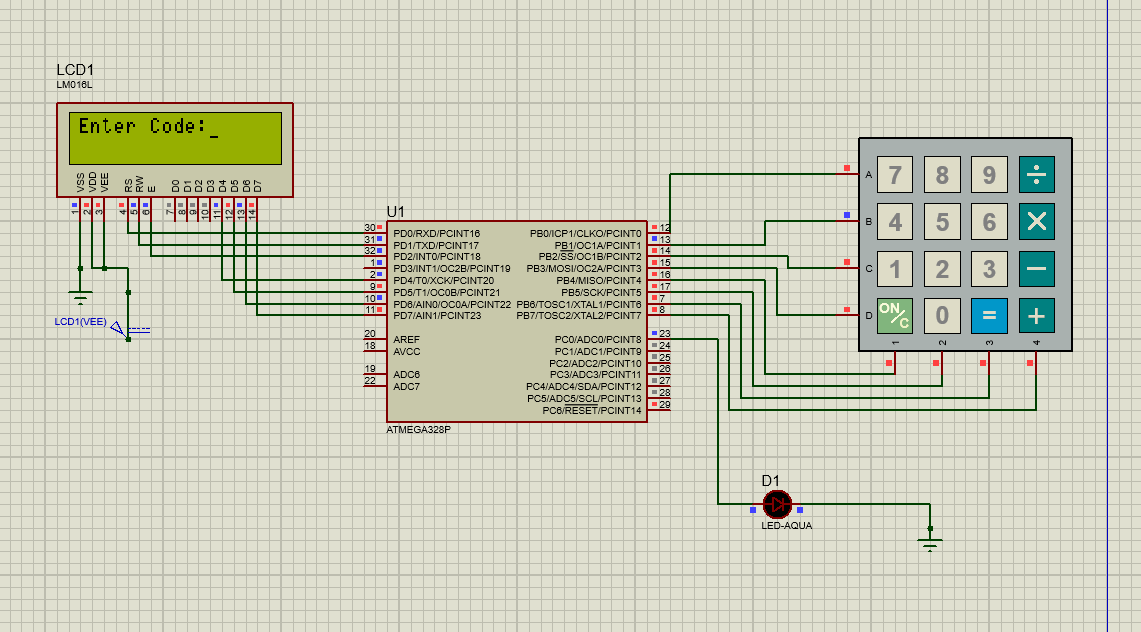 LCD1
LM016L
Enter Code:_
VSS VDD VEE RS RW E D0 D1 D2 D3 D4 D5 D6 D7
1 2 3 4 5 6 7 8 9 10 11 12 13 14
LCD1(VEE)
U1
30 PD0/RXD/PCINT16
31 PD1/TXD/PCINT17
32 PD2/INT0/PCINT18
1 PD3/INT1/OC2B/PCINT19
2 PD4/T0/XCK/PCINT20
9 PD5/T1/OC0B/PCINT21
10 PD6/AIN0/OC0A/PCINT22
11 PD7/AIN1/PCINT23
20 AREF
18 AVCC
19 ADC6
22 ADC7
PB0/ICP1/CLKO/PCINT0 12
PB1/OC1A/PCINT1 13
PB2/SS/OC1B/PCINT2 14
PB3/MOSI/OC2A/PCINT3 15
PB4/MISO/PCINT4 16
PB5/SCK/PCINT5 17
PB6/TOSC1/XTAL1/PCINT6 7
PB7/TOSC2/XTAL2/PCINT7 8
PC0/ADC0/PCINT8 23
PC1/ADC1/PCINT9 24
PC2/ADC2/PCINT10 25
PC3/ADC3/PCINT11 26
PC4/ADC4/SDA/PCINT12 27
PC5/ADC5/SCL/PCINT13 28
PC6/RESET/PCINT14 29
ATMEGA328P
A 7 8 9 ÷
B 4 5 6 ×
C 1 2 3 −
D ON/C 0 = +
1 2 3 4
D1
LED-AQUA